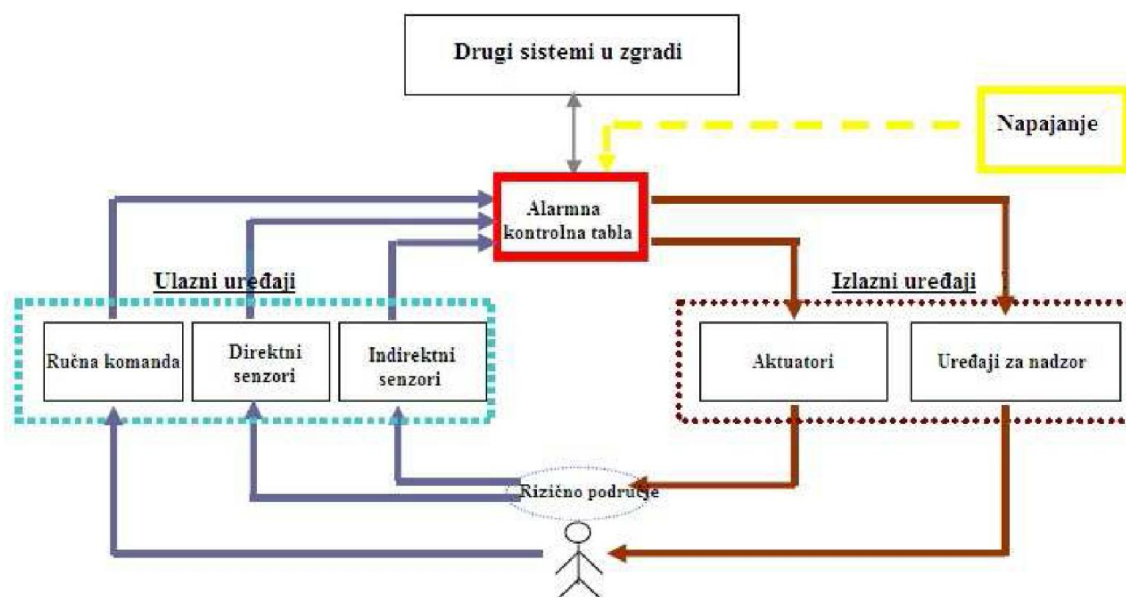 Drugi sistemi u zgradi
Napajanje
Alarmna
kontrolna tabla
Ulazni uređaji
Izlazni uređaji
Ručna komanda
Direktni
senzori
Indirektni
senzori
Aktuatori
Uređaji za nadzor
Rizično područje